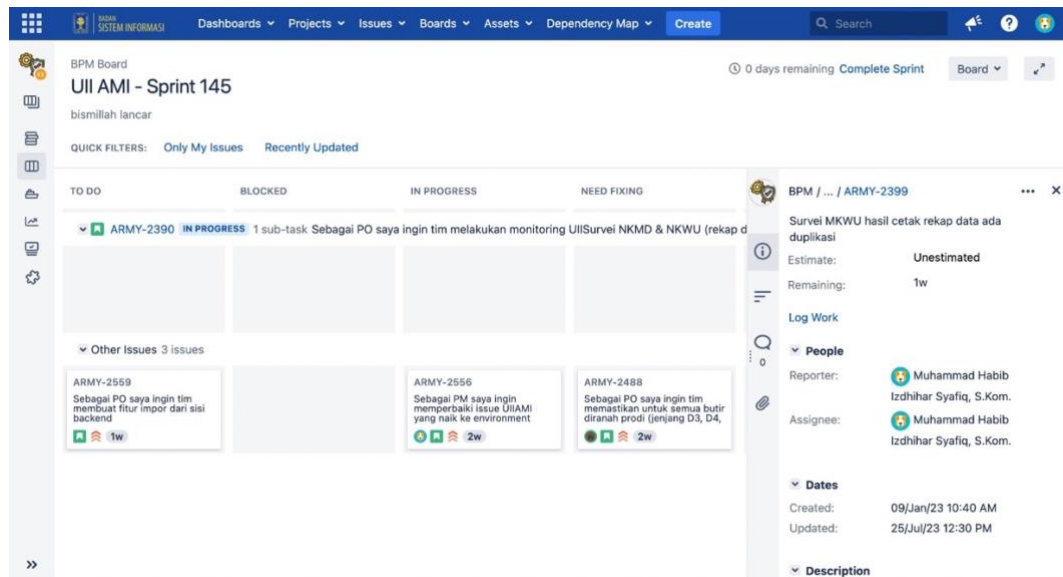 BADAN
SISTEM INFORMASI
Dashboards Projects Issues Boards Assets Dependency Map Create Search
BPM Board
UII AMI - Sprint 145
bismillah lancar
0 days remaining Complete Sprint Board
QUICK FILTERS: Only My Issues Recently Updated
TO DO BLOCKED IN PROGRESS NEED FIXING
ARMY-2390 IN PROGRESS 1 sub-task Sebagai PO saya ingin tim melakukan monitoring UIISurvei NKMD & NKWU (rekap d
Other Issues 3 issues
ARMY-2559
Sebagai PO saya ingin tim
membuat fitur impor dari sisi
backend
1w
ARMY-2556
Sebagai PM saya ingin
memperbaiki issue UIIAMI
yang naik ke environment
2w
ARMY-2488
Sebagai PO saya ingin tim
memastikan untuk semua butir
diranah prodi (jenjang D3, D4,
2w
BPM / ... / ARMY-2399
Survei MKWU hasil cetak rekap data ada
duplikasi
Estimate: Unestimated
Remaining: 1w
Log Work
0
People
Reporter: Muhammad Habib
Izdhihar Syafiq, S.Kom.
Assignee: Muhammad Habib
Izdhihar Syafiq, S.Kom.
Dates
Created: 09/Jan/23 10:40 AM
Updated: 25/Jul/23 12:30 PM
Description